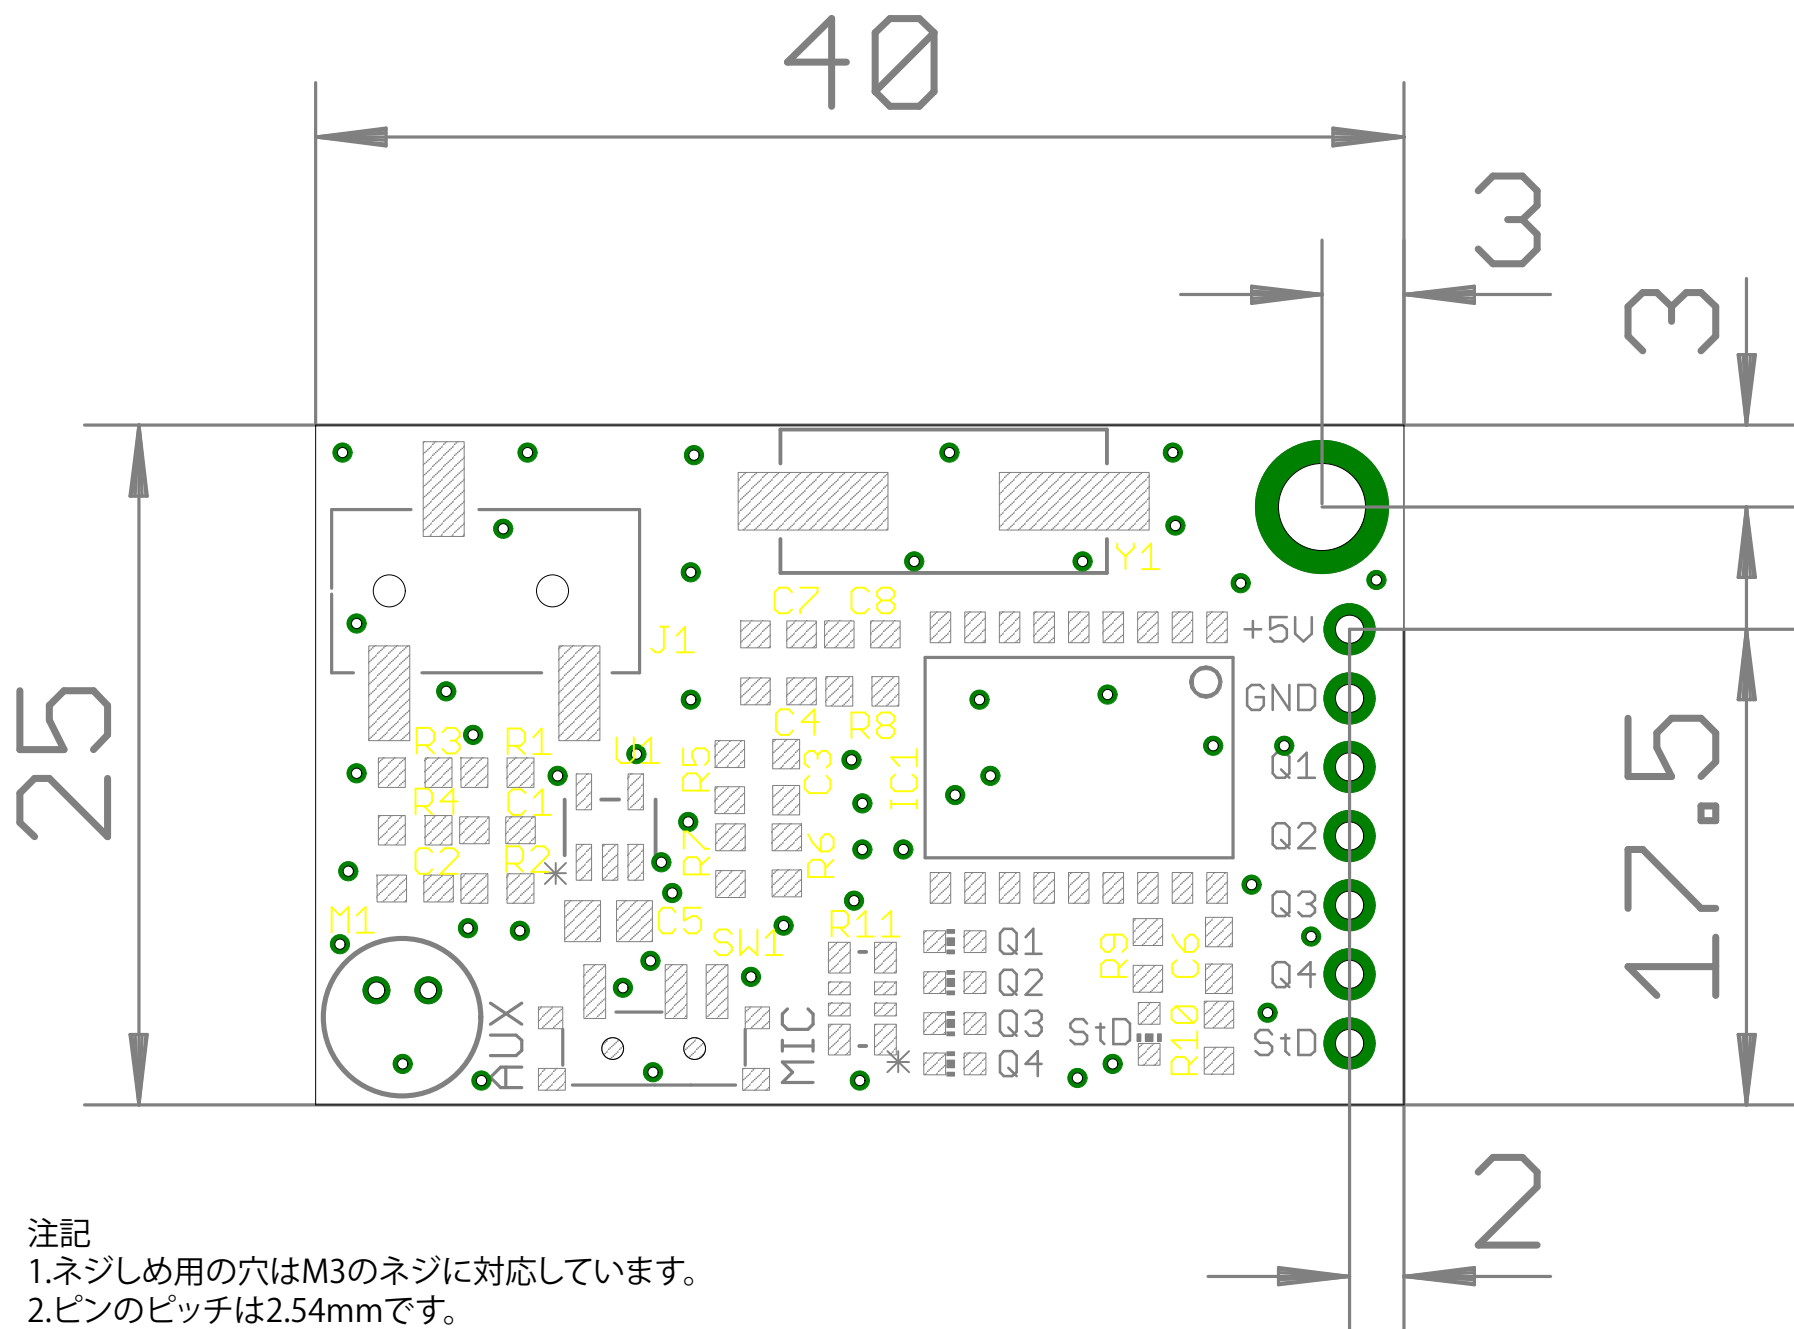 40
3
3
25
17.5
2
Y1
C7
C8
J1
+5V
GND
C4
R8
R3
R1
U1
R5
C3
IC1
Q1
R4
C1
R7
R6
Q2
C2
R2
M1
C5
SW1
R11
Q3
Q1
Q2
Q3
Q4
R9
C6
Q4
AUX
MIC
StD
R10
StD
注記
1.ネジしめ用の穴はM3のネジに対応しています。
2.ピンのピッチは2.54mmです。